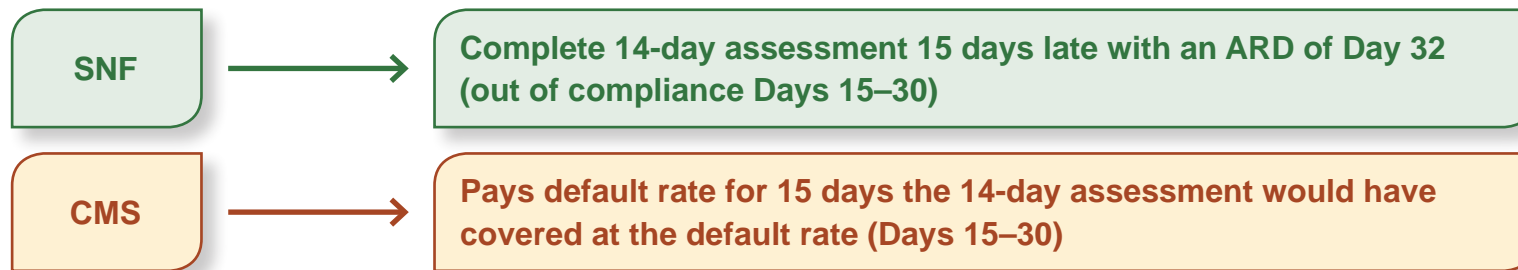 SNF
Complete 14-day assessment 15 days late with an ARD of Day 32
(out of compliance Days 15–30)
CMS
Pays default rate for 15 days the 14-day assessment would have
covered at the default rate (Days 15–30)